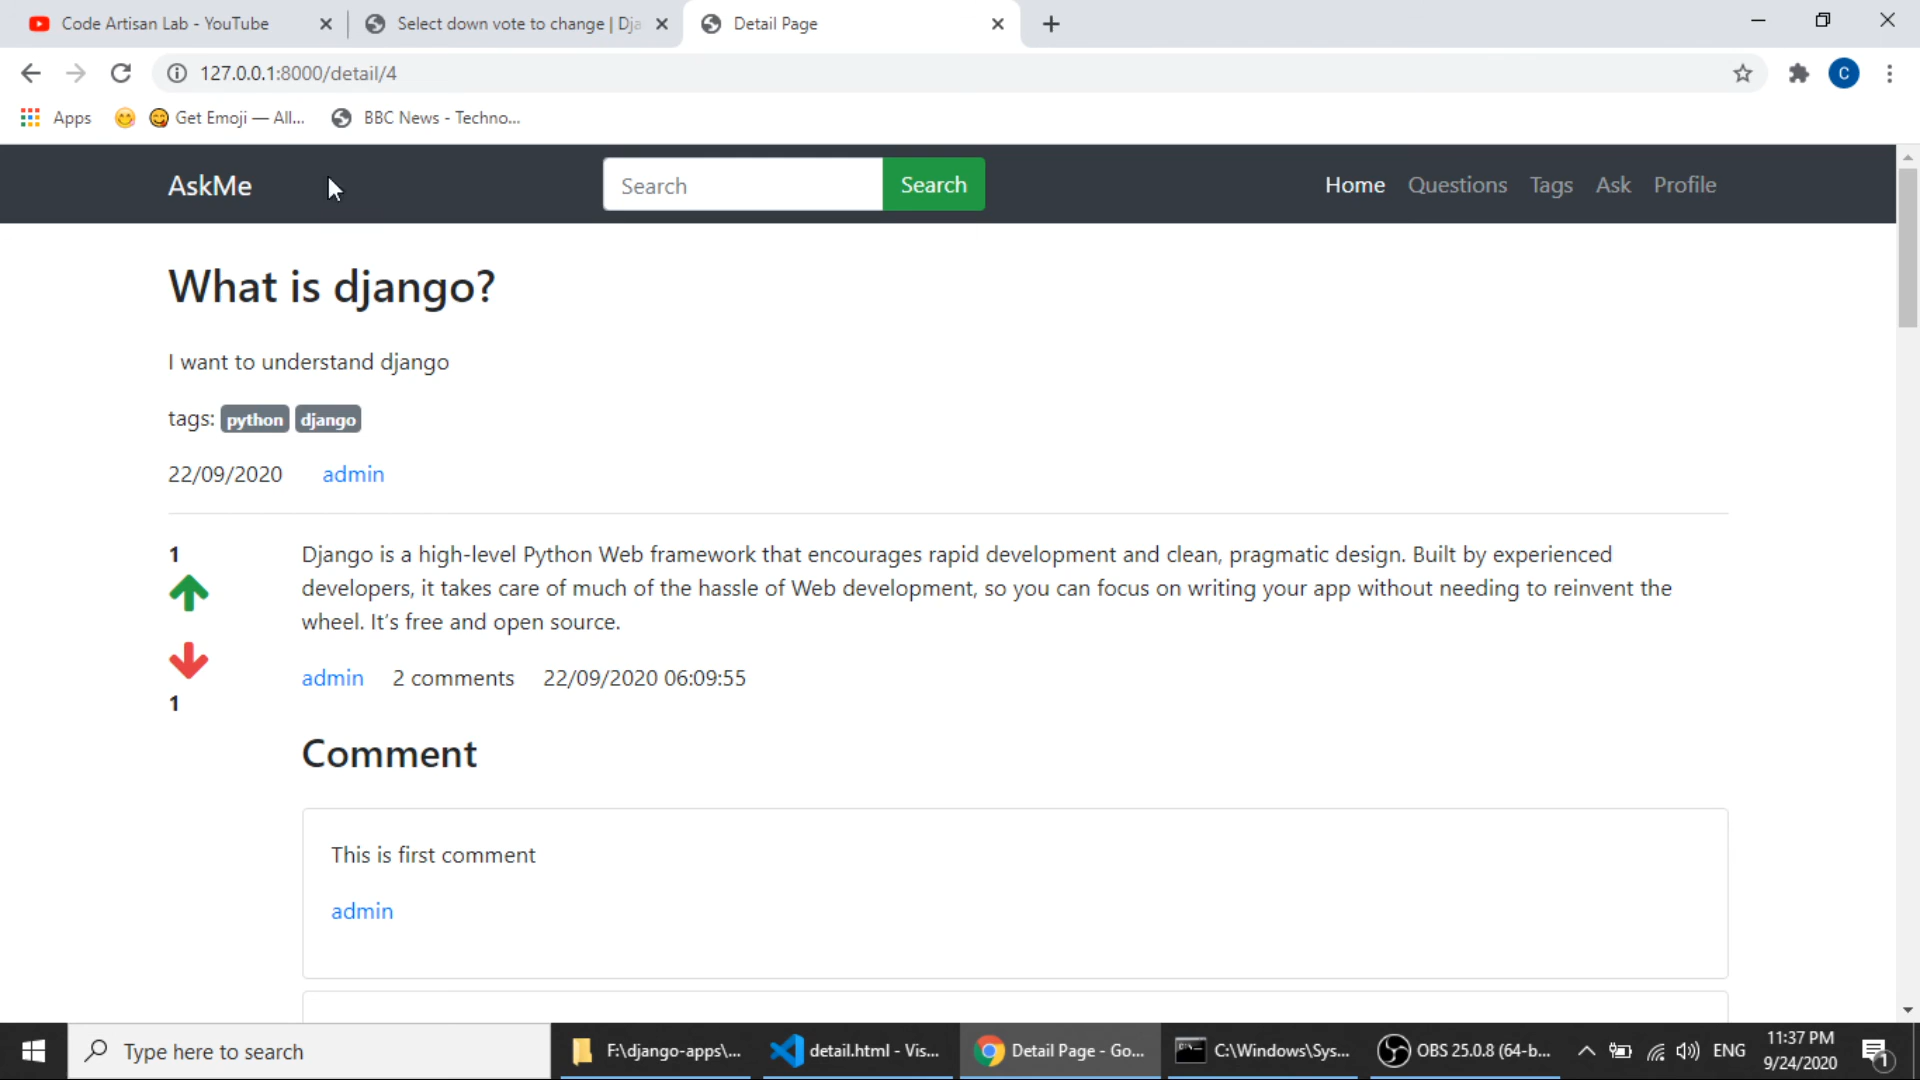 Code Artisan Lab - YouTube
Select down vote to change | Dja
Detail Page
127.0.0.1:8000/detail/4
C
Apps
Get Emoji — All...
BBC News - Techno...
AskMe
Search
Search
Home
Questions
Tags
Ask
Profile
What is django?
I want to understand django
tags: python django
22/09/2020 admin
1
Django is a high-level Python Web framework that encourages rapid development and clean, pragmatic design. Built by experienced
developers, it takes care of much of the hassle of Web development, so you can focus on writing your app without needing to reinvent the
wheel. It's free and open source.
admin 2 comments 22/09/2020 06:09:55
1
Comment
This is first comment
admin
Type here to search
F:\django-apps\...
detail.html - Vis...
Detail Page - Go...
C:\Windows\Sys...
OBS 25.0.8 (64-b...
ENG
11:37 PM
9/24/2020
1